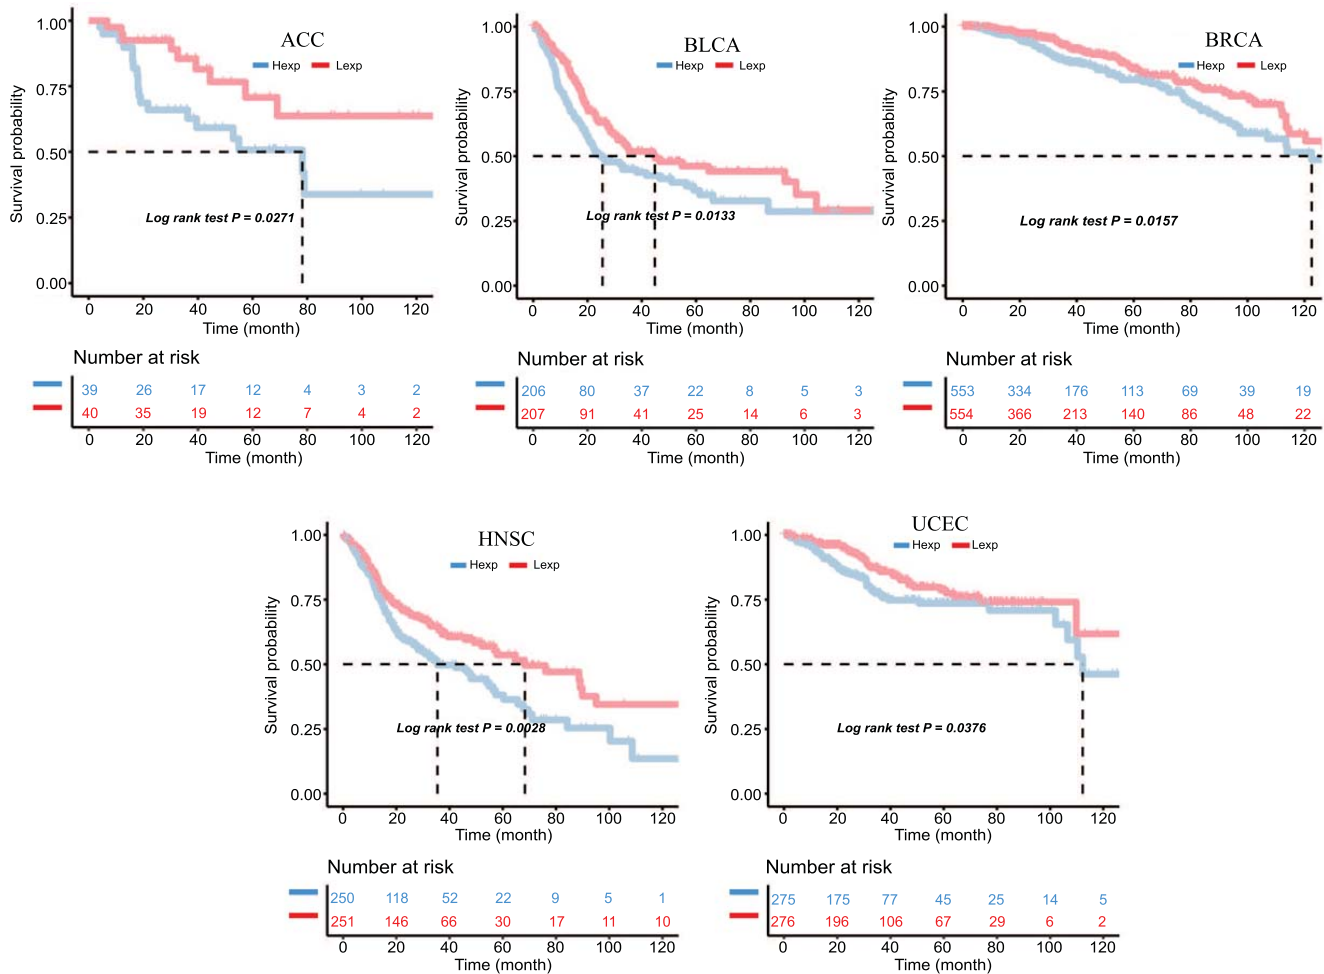 ACC
Hexp Lexp
Survival probability
1.00
0.75
0.50
0.25
0.00
Log rank test P = 0.0271
0 20 40 60 80 100 120
Time (month)
Number at risk
39 26 17 12 4 3 2
40 35 19 12 7 4 2
0 20 40 60 80 100 120
Time (month)
BLCA
Hexp Lexp
Survival probability
1.00
0.75
0.50
0.25
0.00
Log rank test P = 0.0133
0 20 40 60 80 100 120
Time (month)
Number at risk
206 80 37 22 8 5 3
207 91 41 25 14 6 3
0 20 40 60 80 100 120
Time (month)
BRCA
Hexp Lexp
Survival probability
1.00
0.75
0.50
0.25
0.00
Log rank test P = 0.0157
0 20 40 60 80 100 120
Time (month)
Number at risk
553 334 176 113 69 39 19
554 366 213 140 86 48 22
0 20 40 60 80 100 120
Time (month)
HNSC
Hexp Lexp
Survival probability
1.00
0.75
0.50
0.25
0.00
Log rank test P = 0.0028
0 20 40 60 80 100 120
Time (month)
Number at risk
250 118 52 22 9 5 1
251 146 66 30 17 11 10
0 20 40 60 80 100 120
Time (month)
UCEC
Hexp Lexp
Survival probability
1.00
0.75
0.50
0.25
0.00
Log rank test P = 0.0376
0 20 40 60 80 100 120
Time (month)
Number at risk
275 175 77 45 25 14 5
276 196 106 67 29 6 2
0 20 40 60 80 100 120
Time (month)